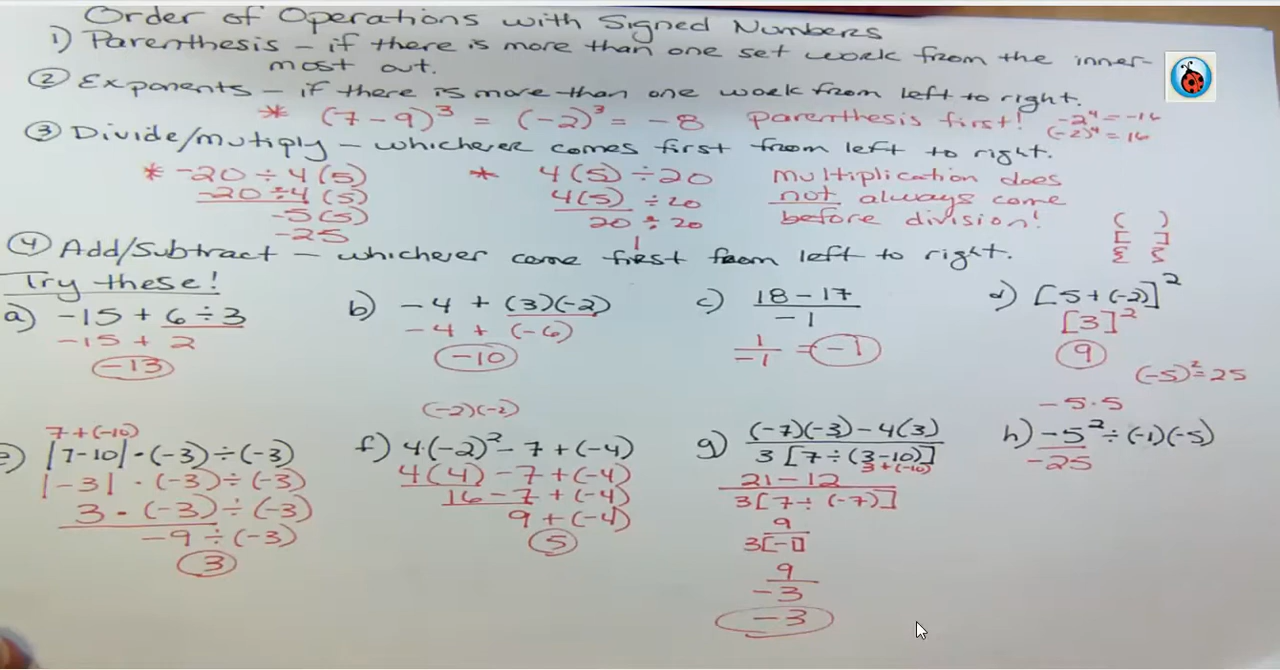 Order of Operations with Signed Numbers
1) Parenthesis - if there is more than one set work from the inner-
most out.
② Exponents - if there is more than one work from left to right.
* (7-9)³ = (-2)³ = -8 parenthesis first! -2⁴ = -16
(-2)⁴ = 16
③ Divide/mutiply - whichever comes first from left to right.
* -20 ÷ 4(5) * 4(5) ÷ 20 multiplication does
-20 ÷ 4 (5) 4(5) ÷ 20 not always come
-5(5) 20 ÷ 20 before division!
-25 1
( )
[ ]
{ }
④ Add/Subtract - whichever come first from left to right.
Try these!
a) -15 + 6 ÷ 3 b) -4 + (3)(-2) c) 18-17 / -1 d) [5+(-2)]²
-15 + 2 -4 + (-6) 1/-1 = -1 [3]²
-13 -10 9
(-5)² = 25
(-2)(-2) -5·5
7+(-10)
e) |7-10| · (-3) ÷ (-3) f) 4(-2)² - 7 + (-4) g) (-7)(-3) - 4(3) / 3[7 ÷ (3-10)] h) -5² ÷ (-1)(-5)
3+(-10)
|-3| · (-3) ÷ (-3) 4(4) - 7 + (-4) 21 - 12 / 3[7 ÷ (-7)] -25
3 · (-3) ÷ (-3) 16 - 7 + (-4) 9 / 3[-1]
-9 ÷ (-3) 9 + (-4) 9 / -3
3 5 -3